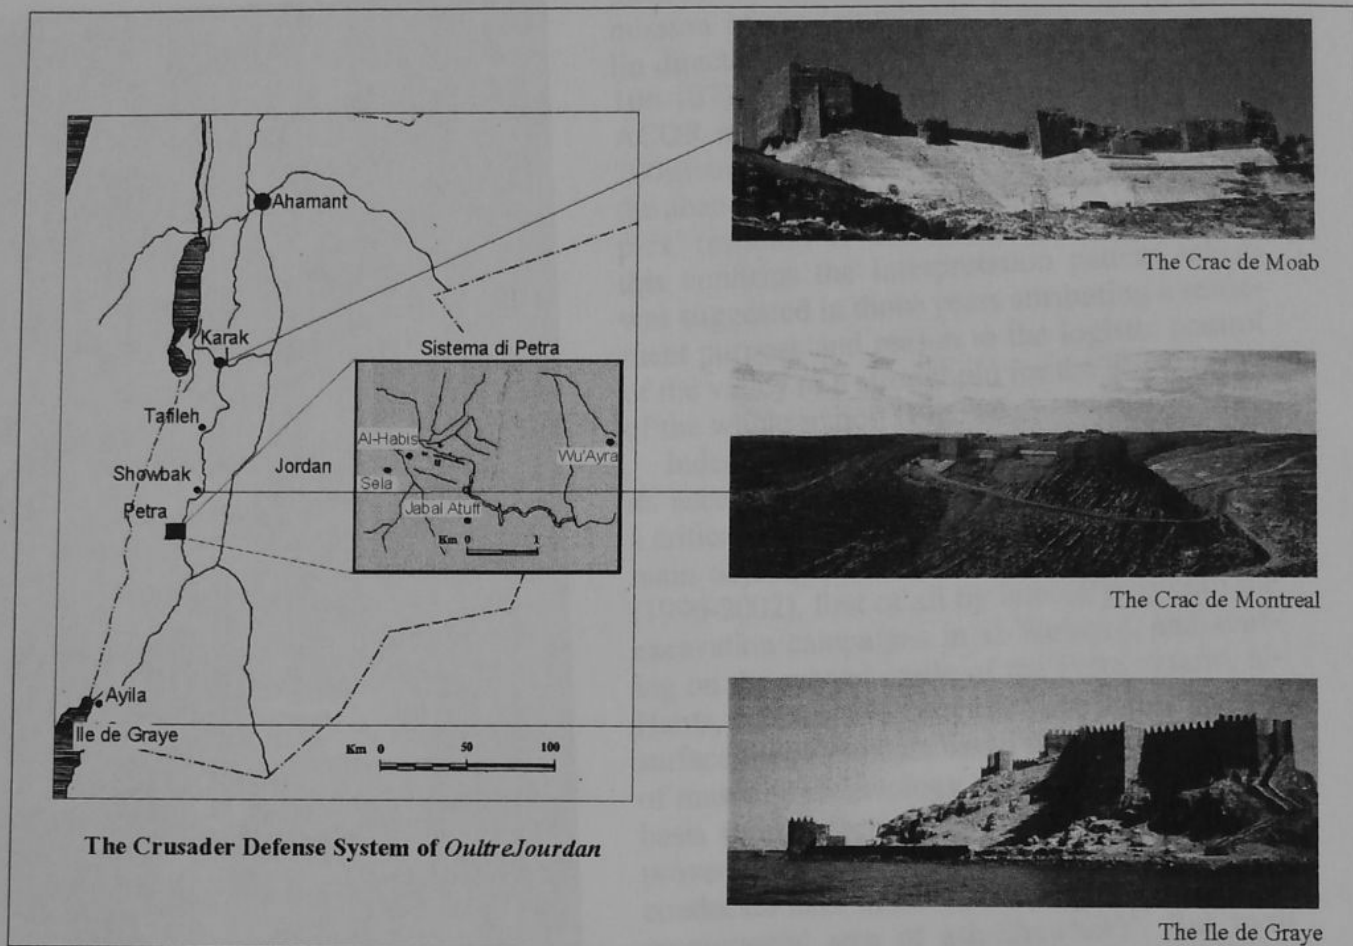 Ahamant
Karak
Sistema di Petra
Tafileh
Showbak
Jordan
Petra
Al-Habis
Wu'Ayra
Sela
Jabal Atuff
Km 0 1
Ayila
Ile de Graye
Km 0 50 100
The Crusader Defense System of OultreJourdan
The Crac de Moab
The Crac de Montreal
The Ile de Graye